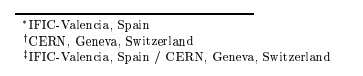 *IFIC-Valencia, Spain
†CERN, Geneva, Switzerland
‡IFIC-Valencia, Spain / CERN, Geneva, Switzerland